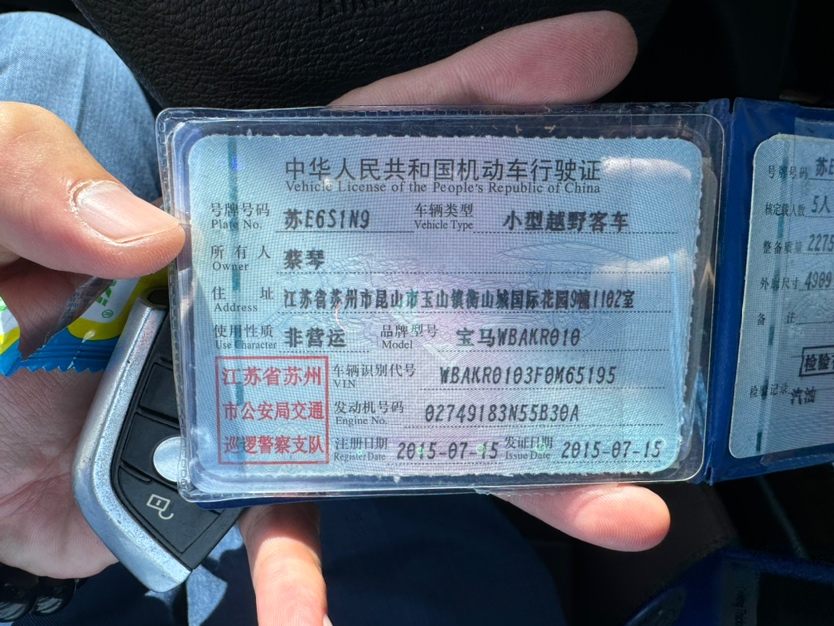 中华人民共和国机动车行驶证
Vehicle License of the People's Republic of China
号牌号码 苏E6S1N9 车辆类型 小型越野客车
Plate No. Vehicle Type
所有人 蔡琴
Owner
住址 江苏省苏州市昆山市玉山镇衡山城国际花园9幢1102室
Address
使用性质 非营运 品牌型号 宝马WBAKR010
Use Character Model
江苏省苏州
市公安局交通
巡逻警察支队
车辆识别代号 WBAKR0103F0M65195
VIN
发动机号码 02749183N55B30A
Engine No.
注册日期 2015-07-15 发证日期 2015-07-15
Register Date Issue Date
号牌号码 苏E
核定载人数 5人
整备质量 2275
外廓尺寸 4909
备注
检验记录
汽油